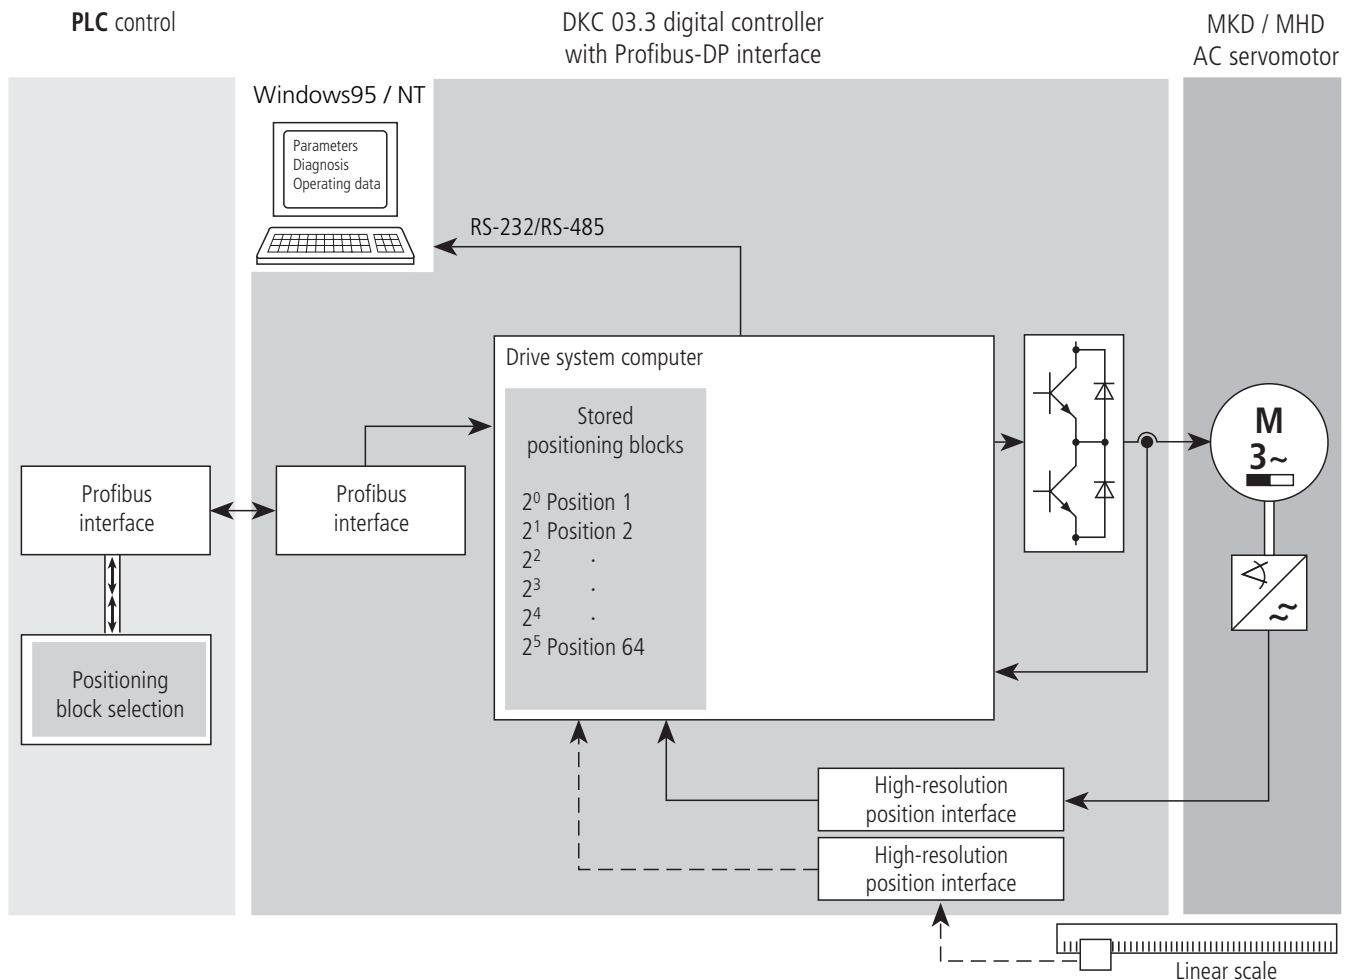 PLC control
DKC 03.3 digital controller
with Profibus-DP interface
MKD / MHD
AC servomotor
Windows95 / NT
Parameters
Diagnosis
Operating data
RS-232/RS-485
Drive system computer
Stored
positioning blocks
2⁰ Position 1
2¹ Position 2
2² .
2³ .
2⁴ .
2⁵ Position 64
Profibus
interface
Profibus
interface
Positioning
block selection
M
3~
High-resolution
position interface
High-resolution
position interface
Linear scale